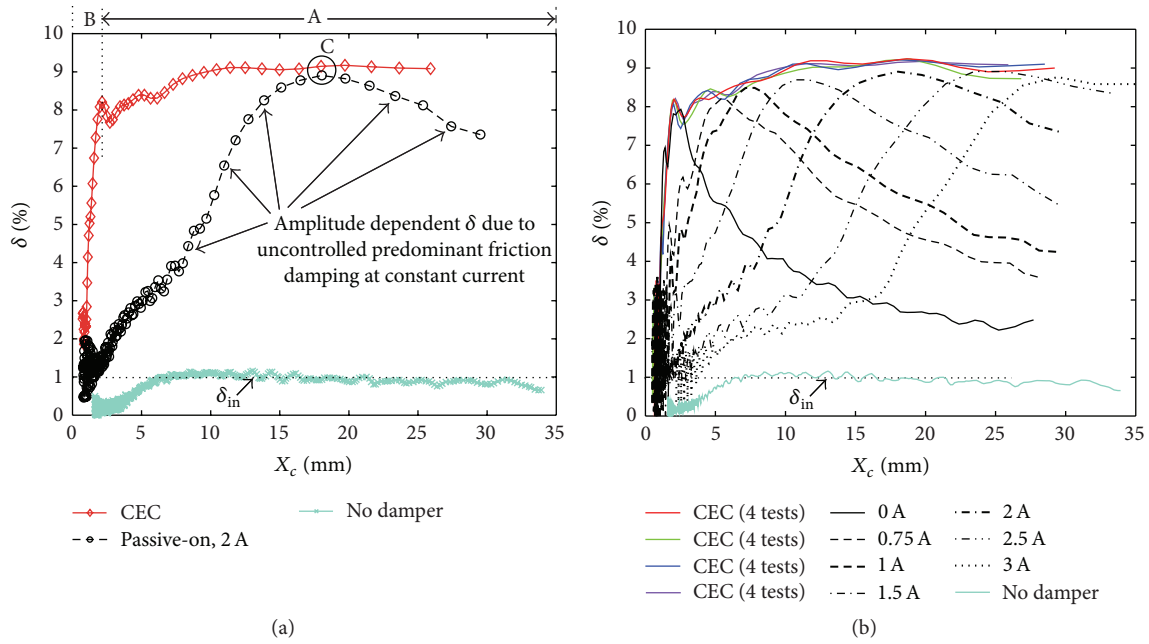 B
A
10
9
8
7
6
5
4
3
2
1
0
δ (%)
C
Amplitude dependent δ due to
uncontrolled predominant friction
damping at constant current
δin
0 5 10 15 20 25 30 35
Xc (mm)
CEC
No damper
Passive-on, 2 A
(a)
10
9
8
7
6
5
4
3
2
1
0
δ (%)
δin
0 5 10 15 20 25 30 35
Xc (mm)
CEC (4 tests) 0 A 2 A
CEC (4 tests) 0.75 A 2.5 A
CEC (4 tests) 1 A 3 A
CEC (4 tests) 1.5 A No damper
(b)